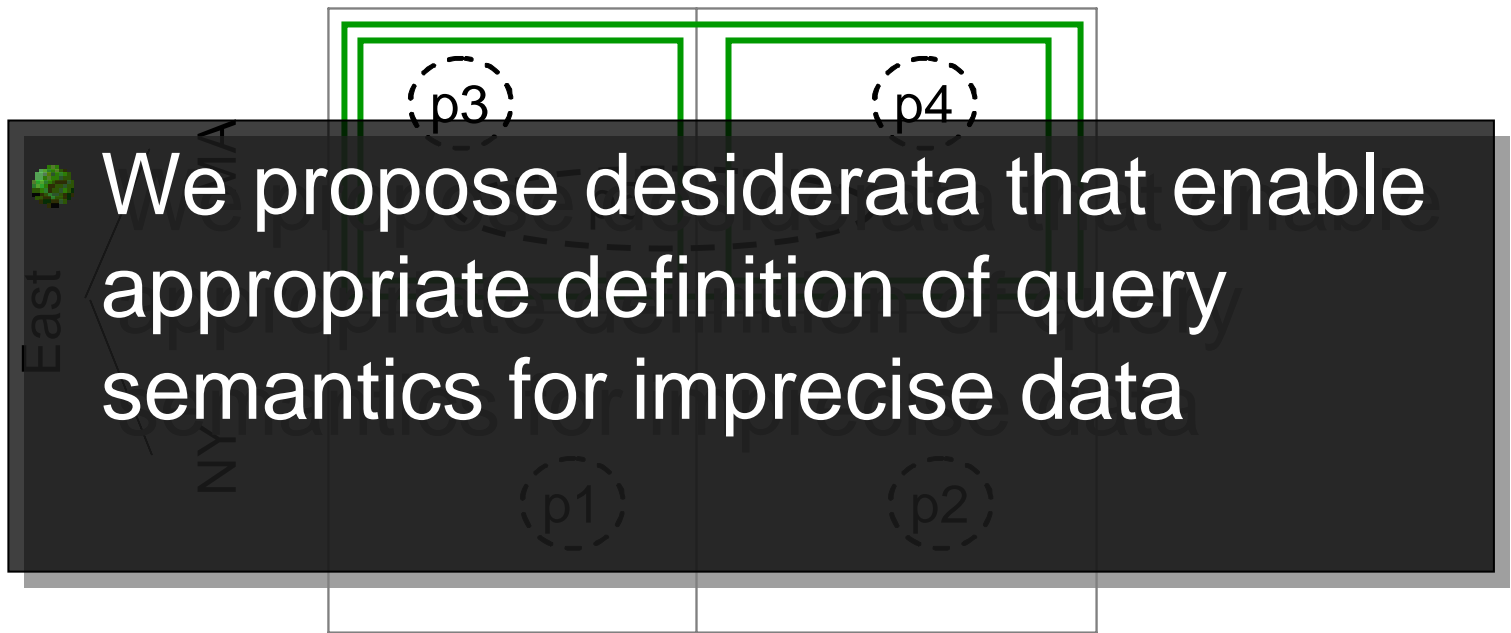 p3
p4
MA
We propose desiderata that enable
appropriate definition of query
semantics for imprecise data
East
NY
p1
p2